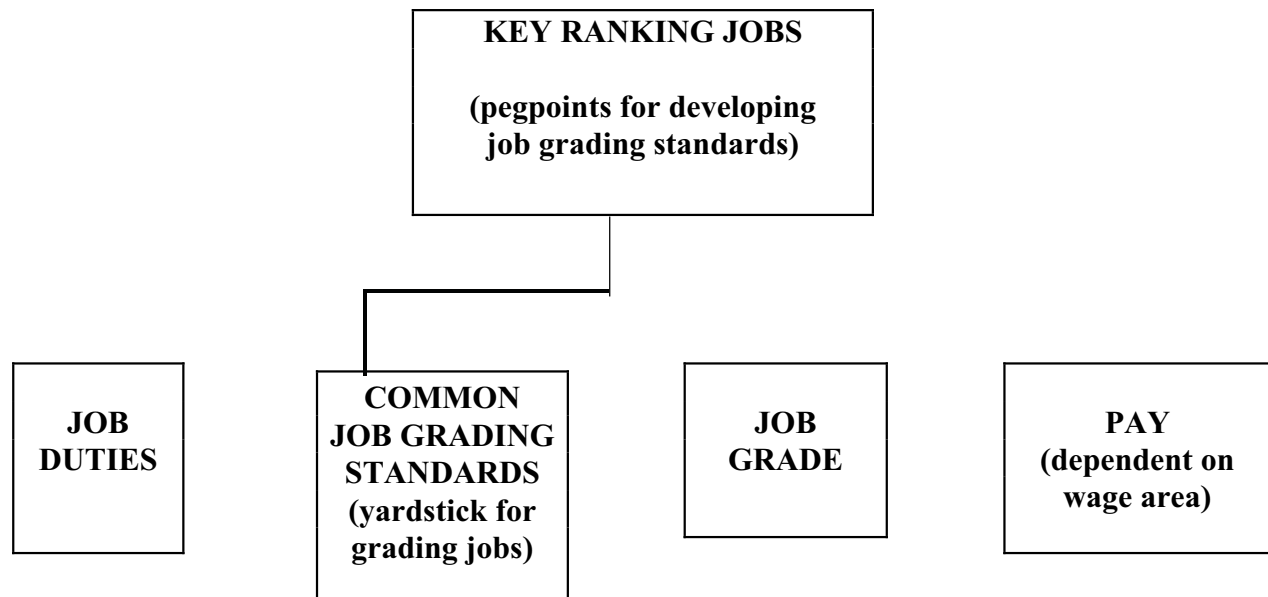 KEY RANKING JOBS
(pegpoints for developing
job grading standards)
JOB
DUTIES
COMMON
JOB GRADING
STANDARDS
(yardstick for
grading jobs)
JOB
GRADE
PAY
(dependent on
wage area)